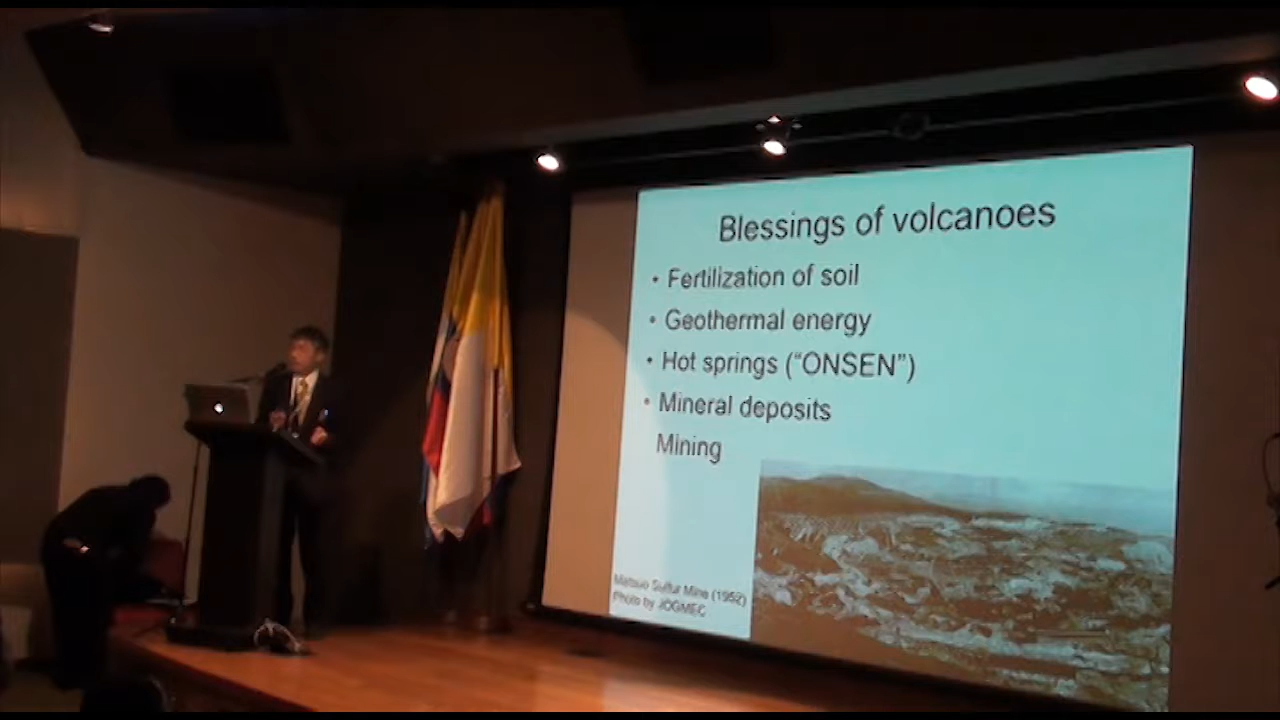 Blessings of volcanoes
• Fertilization of soil
• Geothermal energy
• Hot springs (“ONSEN”)
• Mineral deposits
Mining
Matsuo Sulfur Mine (1952)
Photo by JOGMEC